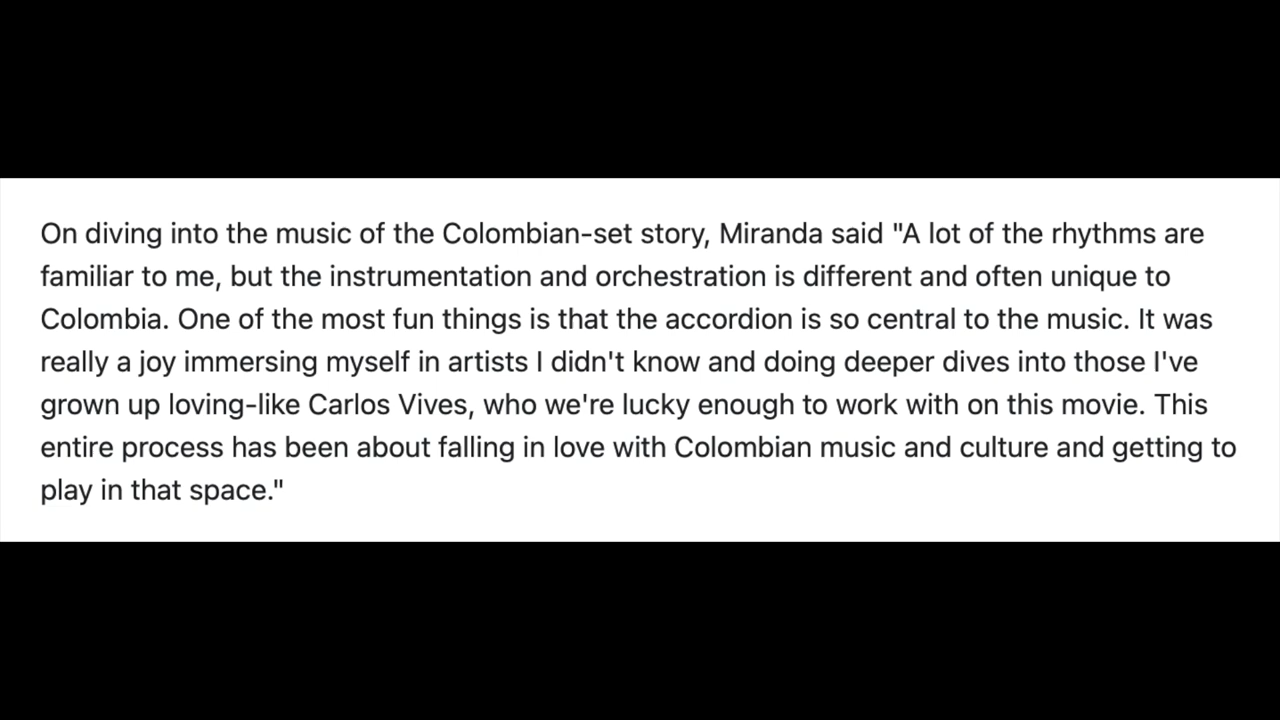 On diving into the music of the Colombian-set story, Miranda said "A lot of the rhythms are
familiar to me, but the instrumentation and orchestration is different and often unique to
Colombia. One of the most fun things is that the accordion is so central to the music. It was
really a joy immersing myself in artists I didn't know and doing deeper dives into those I've
grown up loving-like Carlos Vives, who we're lucky enough to work with on this movie. This
entire process has been about falling in love with Colombian music and culture and getting to
play in that space."